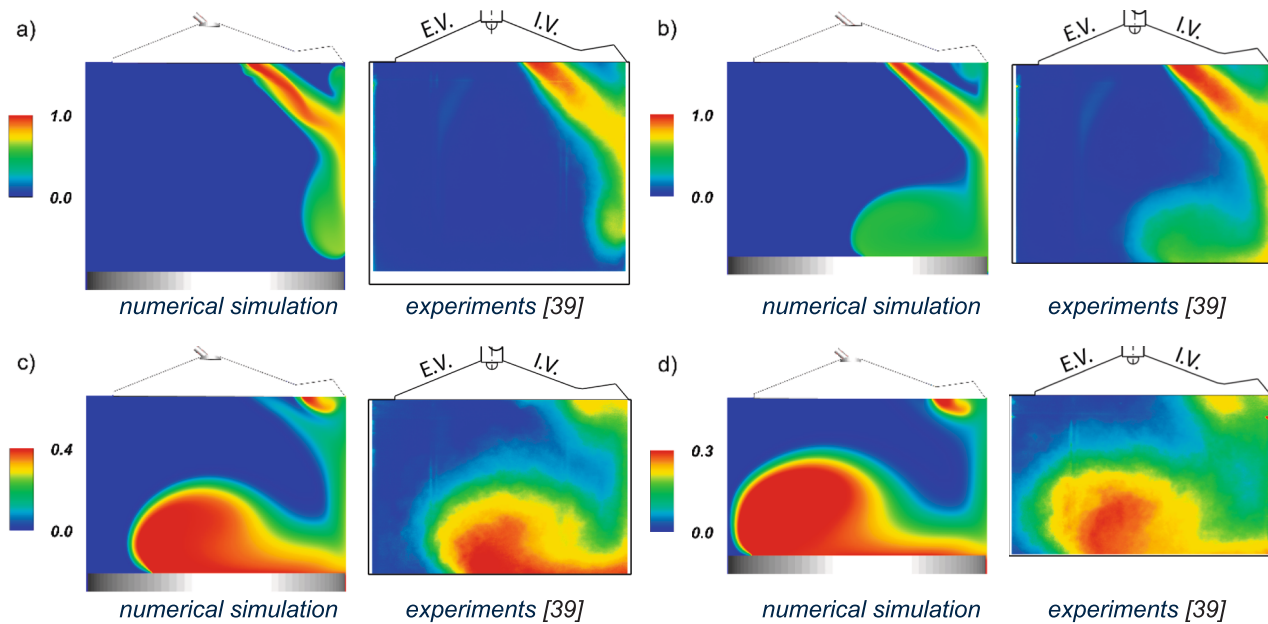 a)
E.V.
I.V.
1.0
0.0
numerical simulation
experiments [39]
b)
E.V.
I.V.
1.0
0.0
numerical simulation
experiments [39]
c)
E.V.
I.V.
0.4
0.0
numerical simulation
experiments [39]
d)
E.V.
I.V.
0.3
0.0
numerical simulation
experiments [39]